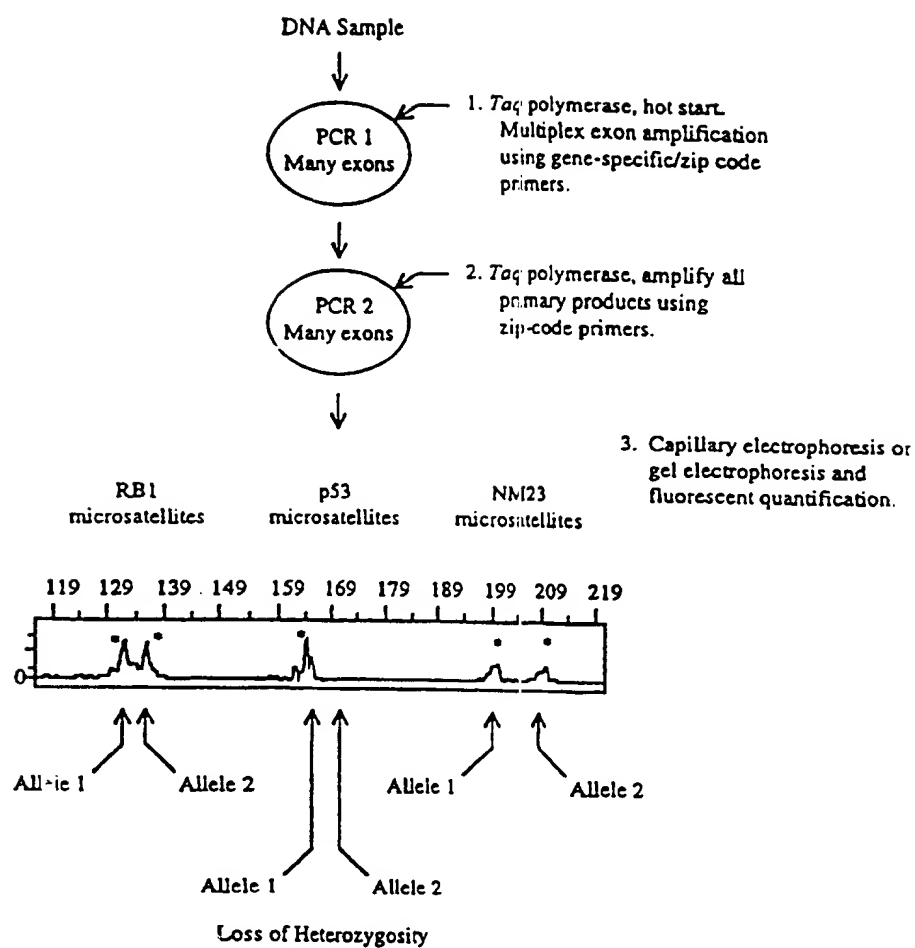 DNA Sample
PCR 1
Many exons
1. Taq polymerase, hot start.
Multiplex exon amplification
using gene-specific/zip code
primers.
PCR 2
Many exons
2. Taq polymerase, amplify all
primary products using
zip-code primers.
3. Capillary electrophoresis or
gel electrophoresis and
fluorescent quantification.
RB1
microsatellites
p53
microsatellites
NM23
microsatellites
119 129 139 149 159 169 179 189 199 209 219
* * * * *
0
Allele 1
Allele 2
Allele 1
Allele 2
Allele 1
Allele 2
Loss of Heterozygosity